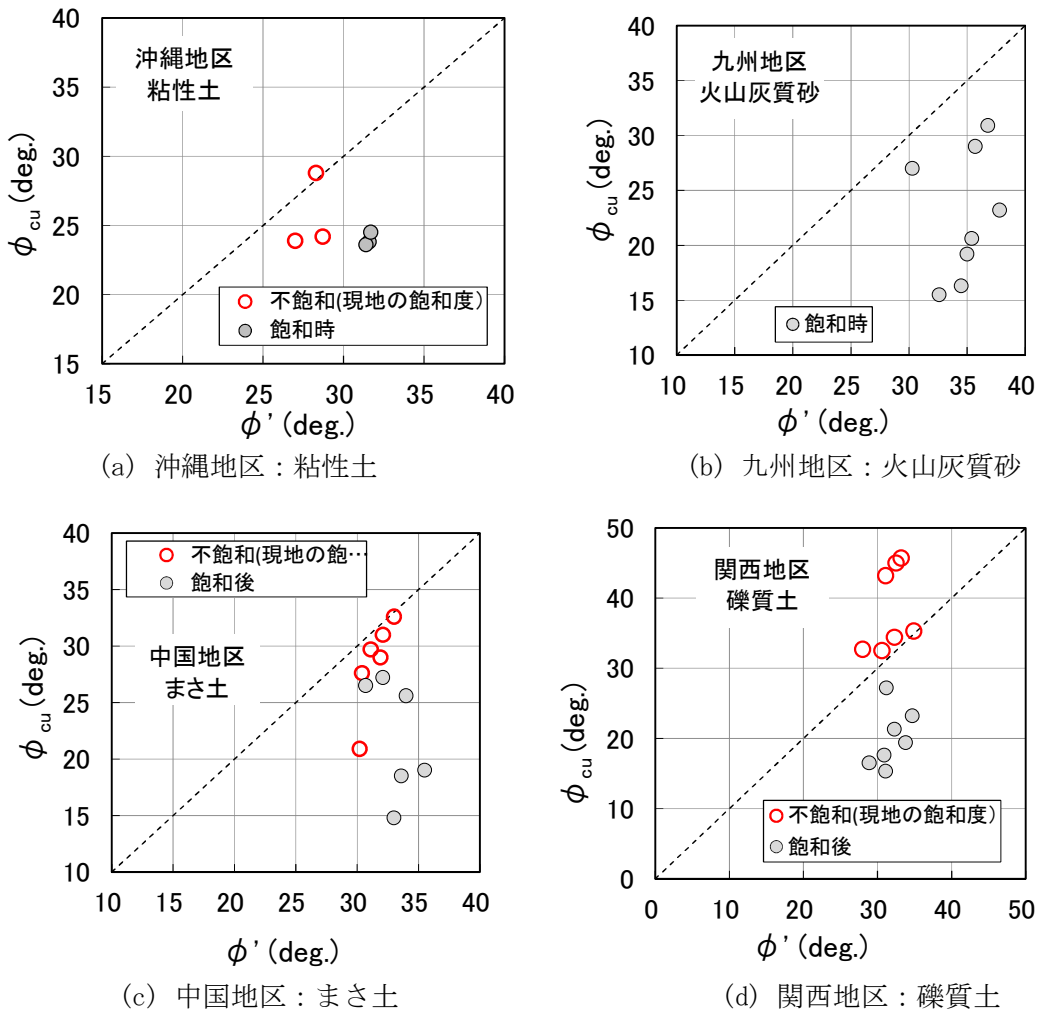 40
35
30
25
20
15
φcu (deg.)
沖縄地区
粘性土
不飽和(現地の飽和度)
飽和時
15 20 25 30 35 40
φ' (deg.)
(a) 沖縄地区：粘性土
40
35
30
25
20
15
10
φcu (deg.)
九州地区
火山灰質砂
飽和時
10 15 20 25 30 35 40
φ' (deg.)
(b) 九州地区：火山灰質砂
40
35
30
25
20
15
10
φcu (deg.)
不飽和(現地の飽…
飽和後
中国地区
まさ土
10 15 20 25 30 35 40
φ' (deg.)
(c) 中国地区：まさ土
50
40
30
20
10
0
φcu (deg.)
関西地区
礫質土
不飽和(現地の飽和度)
飽和後
0 10 20 30 40 50
φ' (deg.)
(d) 関西地区：礫質土